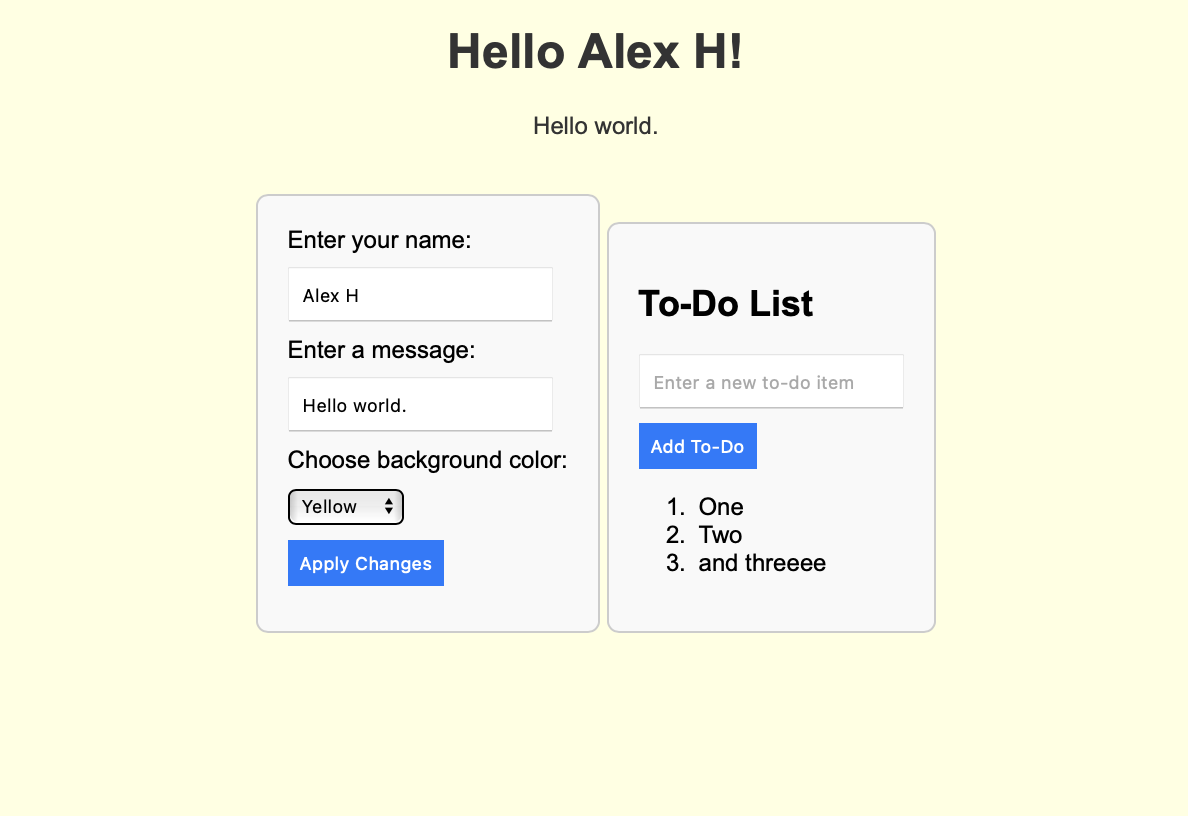 Hello Alex H!
Hello world.
Enter your name:
Alex H
Enter a message:
Hello world.
Choose background color:
Yellow
Apply Changes
To-Do List
Enter a new to-do item
Add To-Do
1. One
2. Two
3. and threeee